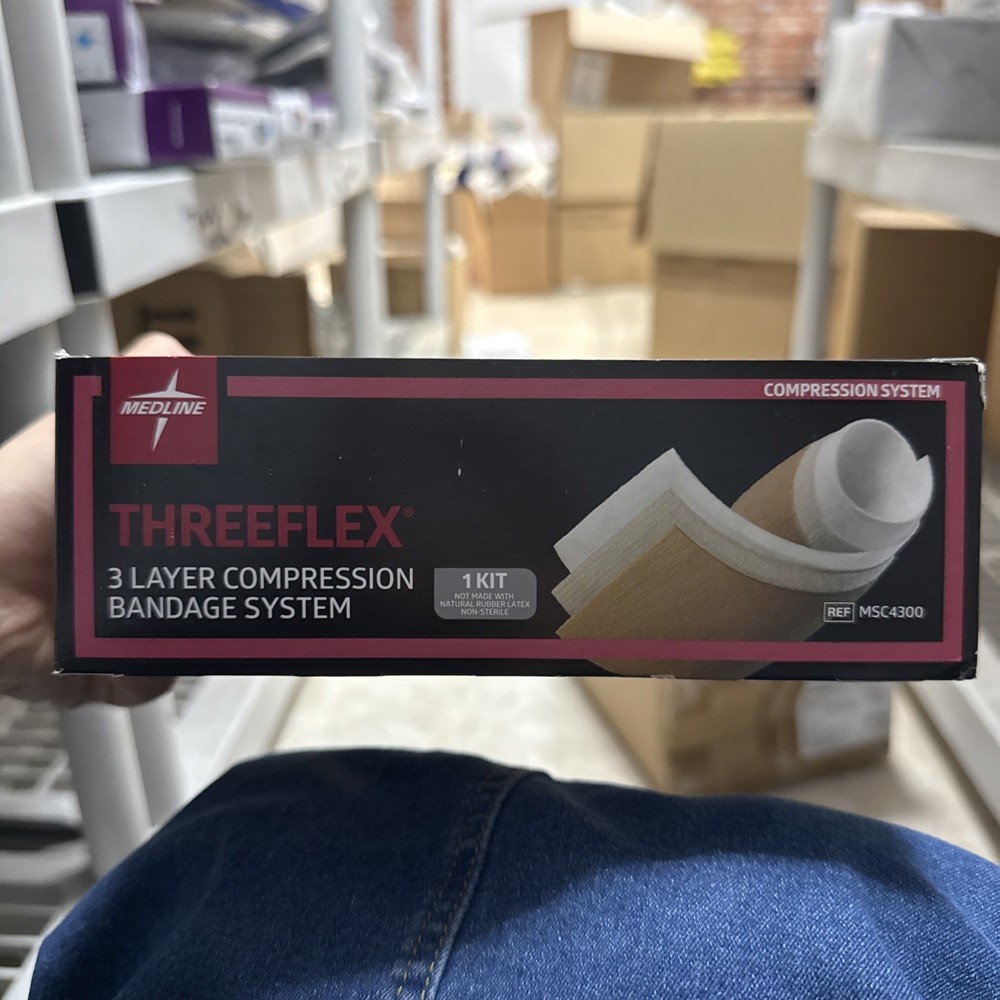 COMPRESSION SYSTEM
MEDLINE
THREEFLEX®
3 LAYER COMPRESSION
BANDAGE SYSTEM
1 KIT
NOT MADE WITH
NATURAL RUBBER LATEX
NON-STERILE
REF MSC4300